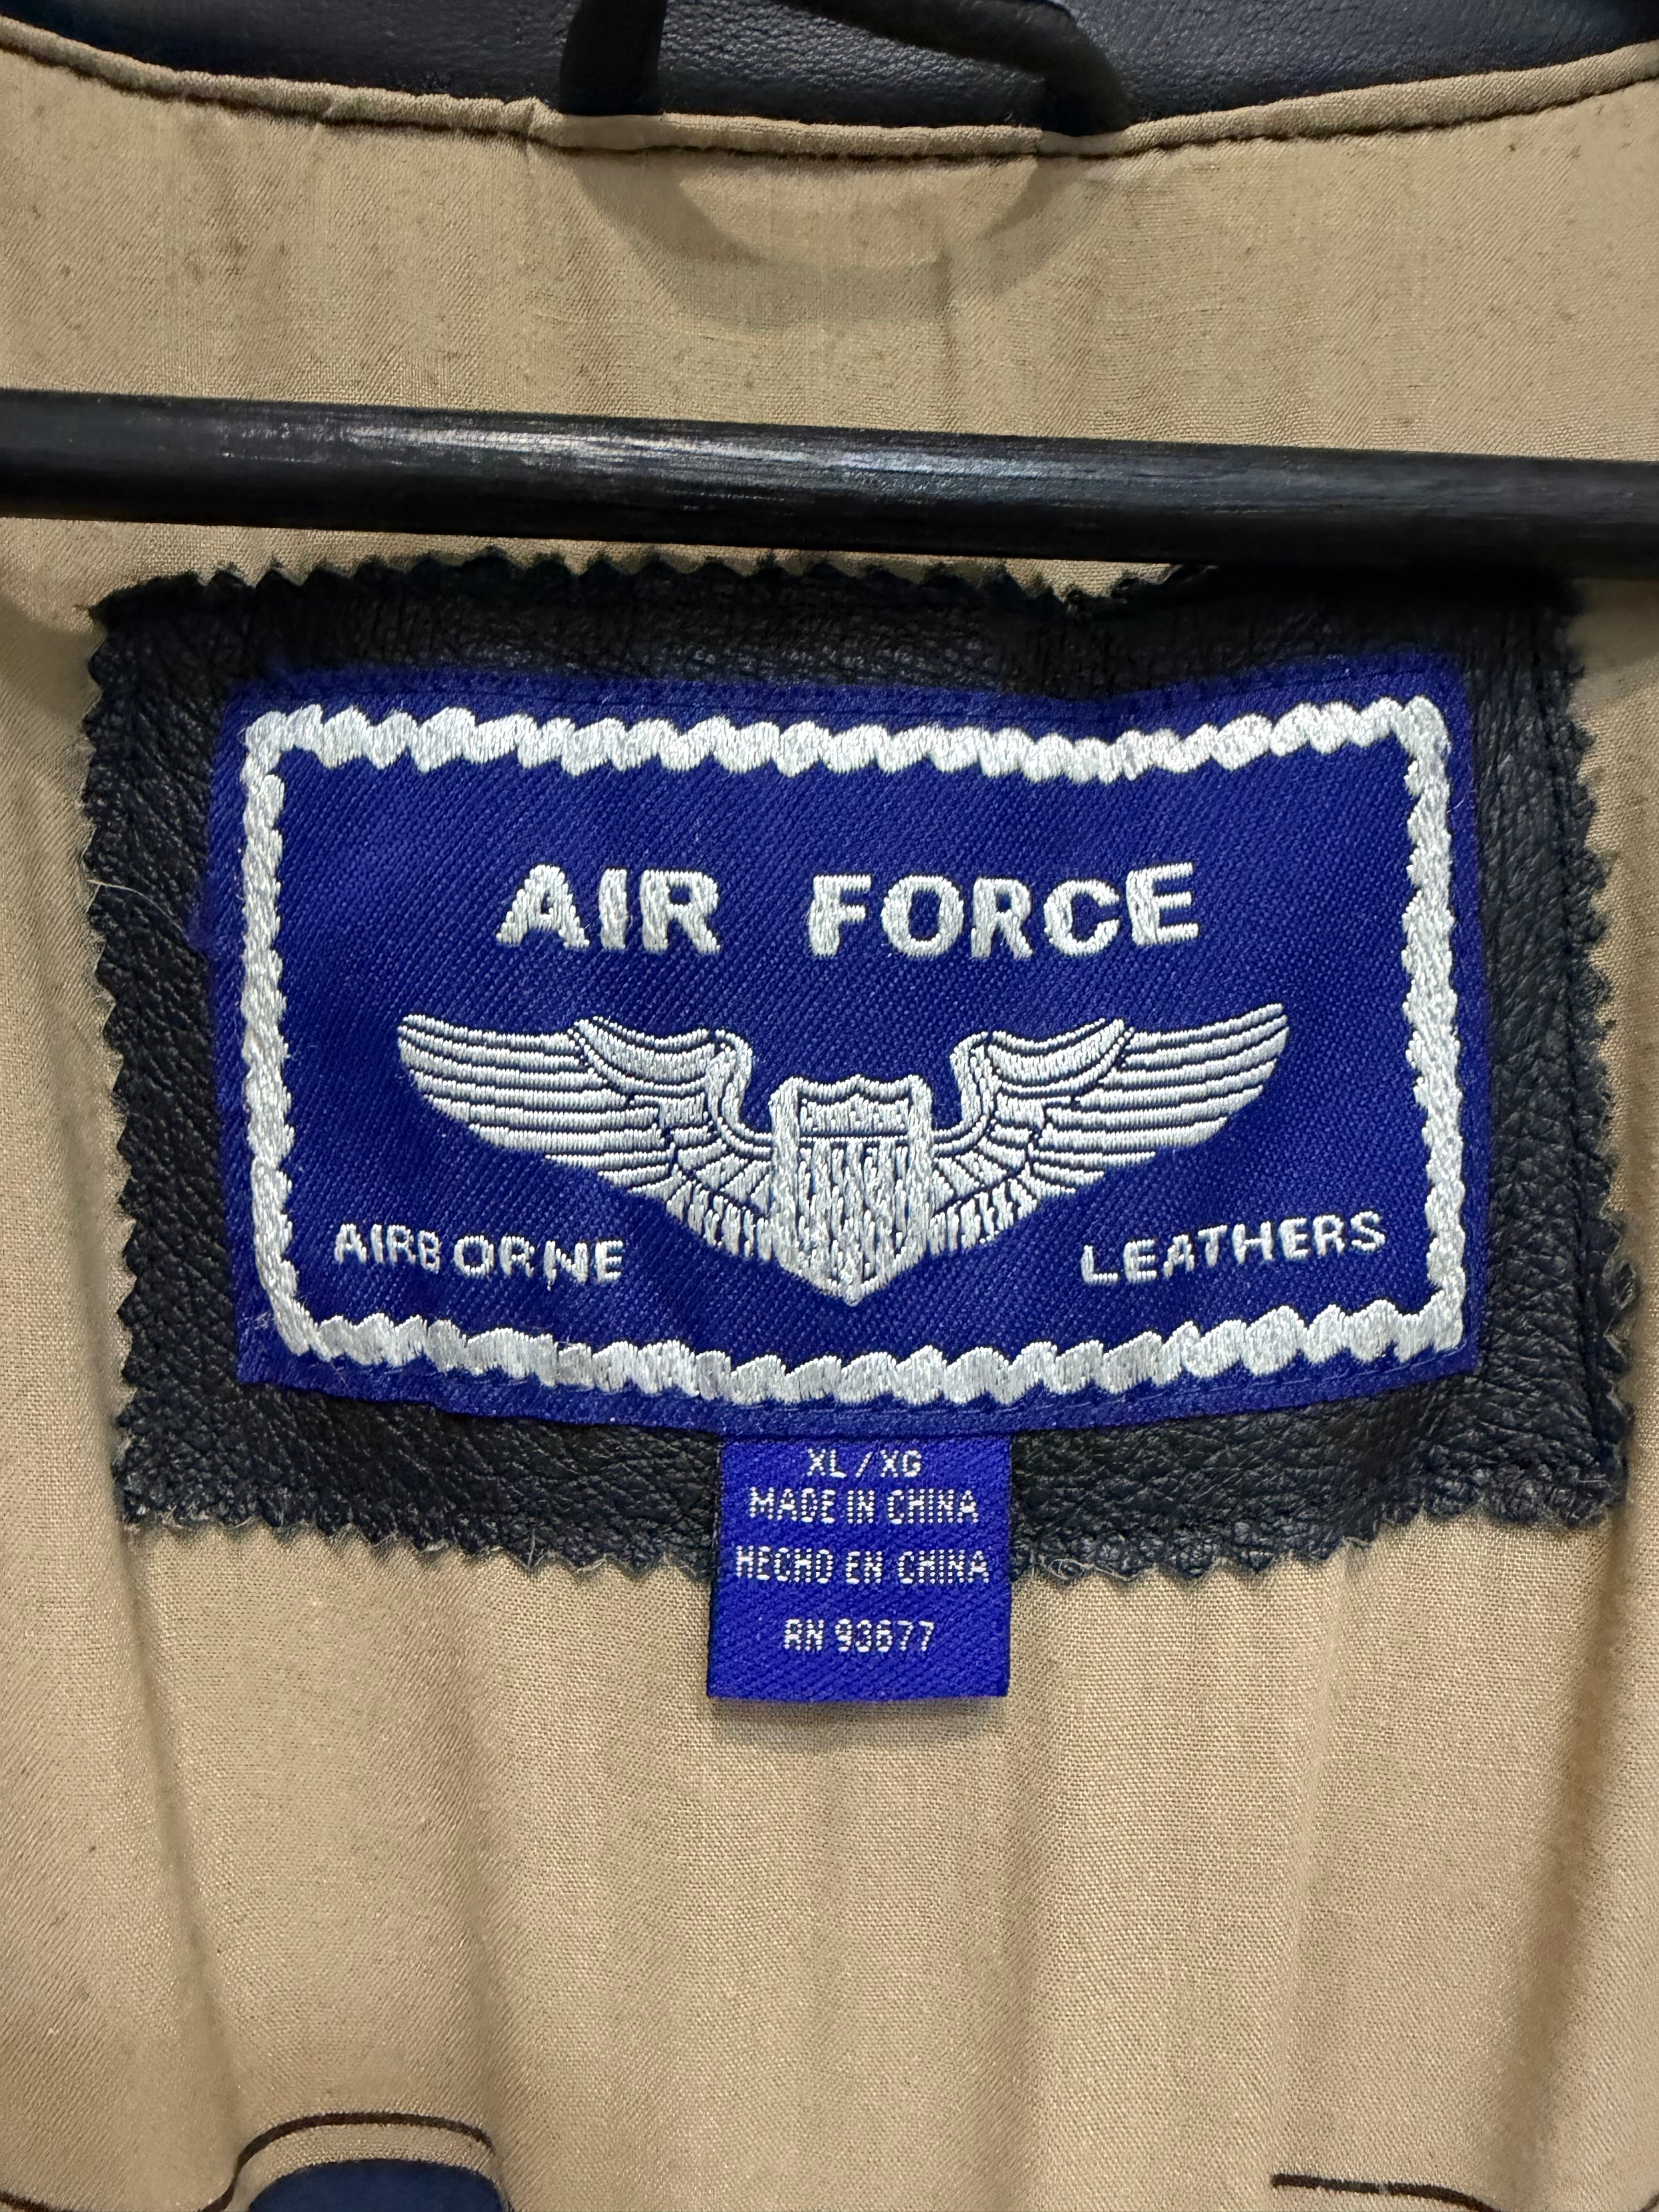 AIR FORCE
AIRBORNE LEATHERS
XL / XG
MADE IN CHINA
HECHO EN CHINA
RN 93677